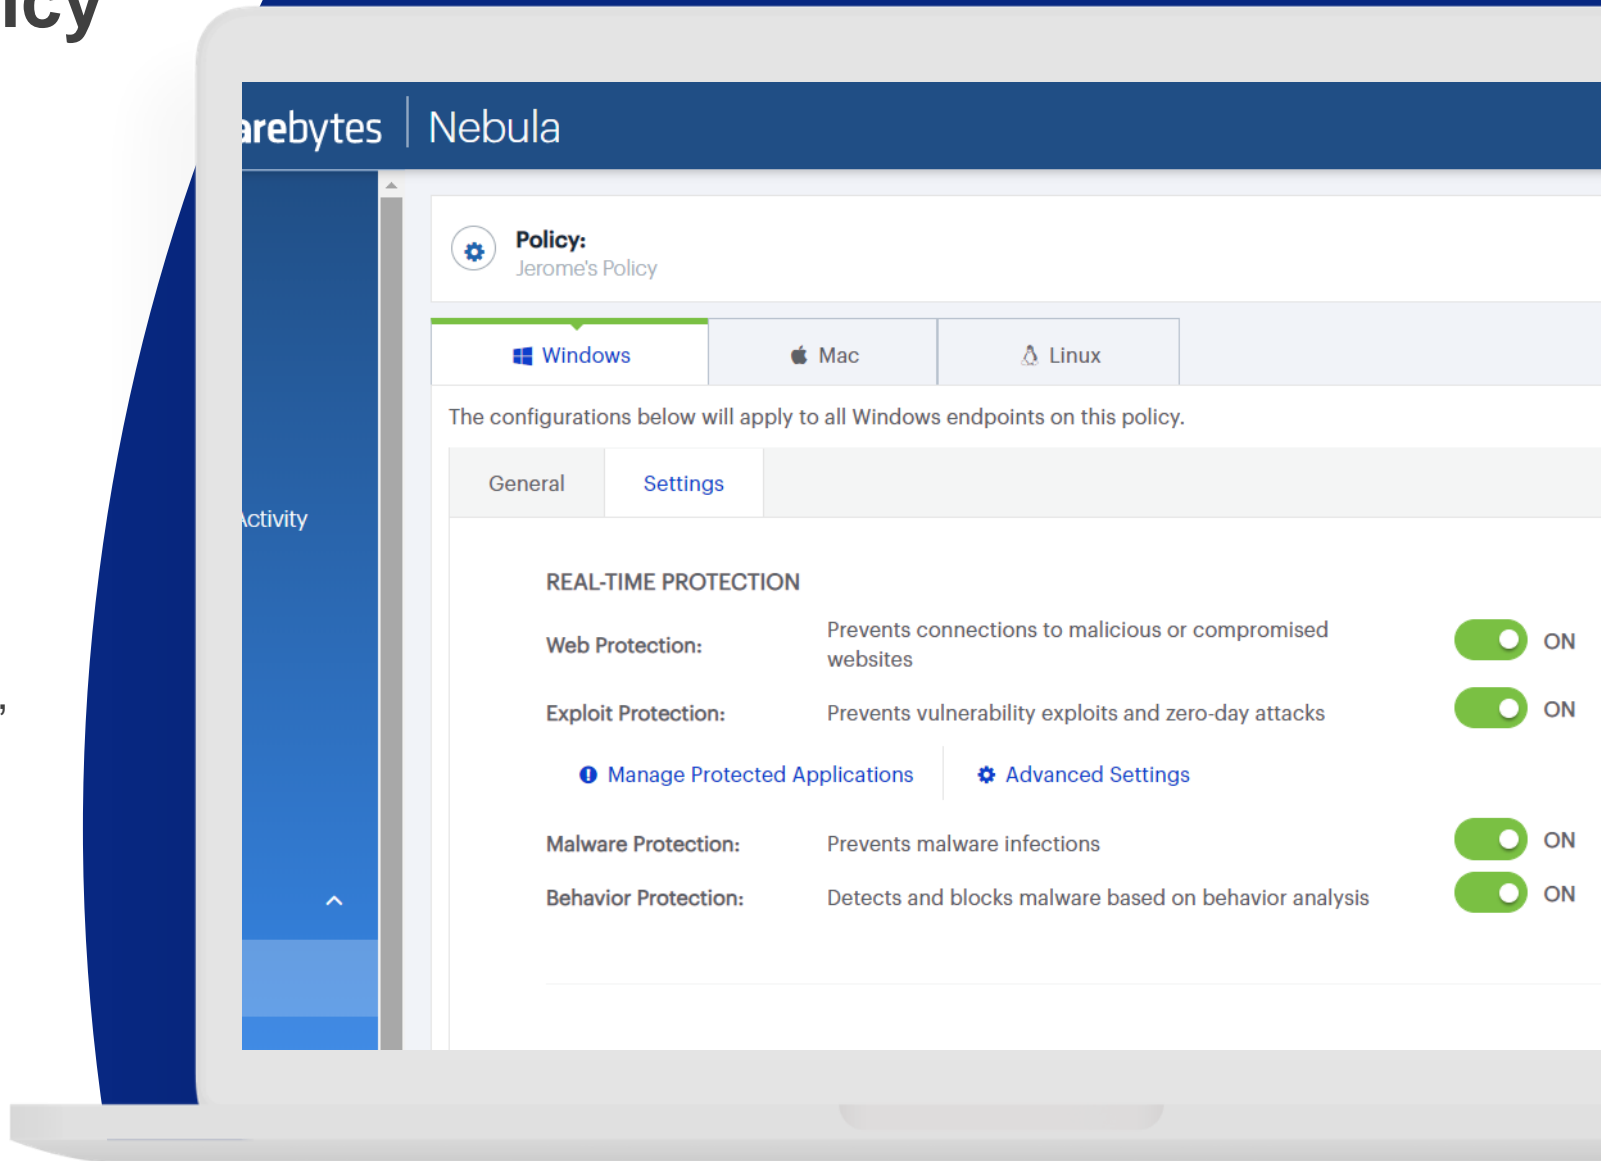 icy
arebytes | Nebula
Policy:
Jerome's Policy
Windows
Mac
Linux
The configurations below will apply to all Windows endpoints on this policy.
General
Settings
Activity
REAL-TIME PROTECTION
Web Protection:
Prevents connections to malicious or compromised
websites
ON
,
Exploit Protection:
Prevents vulnerability exploits and zero-day attacks
ON
Manage Protected Applications
Advanced Settings
Malware Protection:
Prevents malware infections
ON
Behavior Protection:
Detects and blocks malware based on behavior analysis
ON